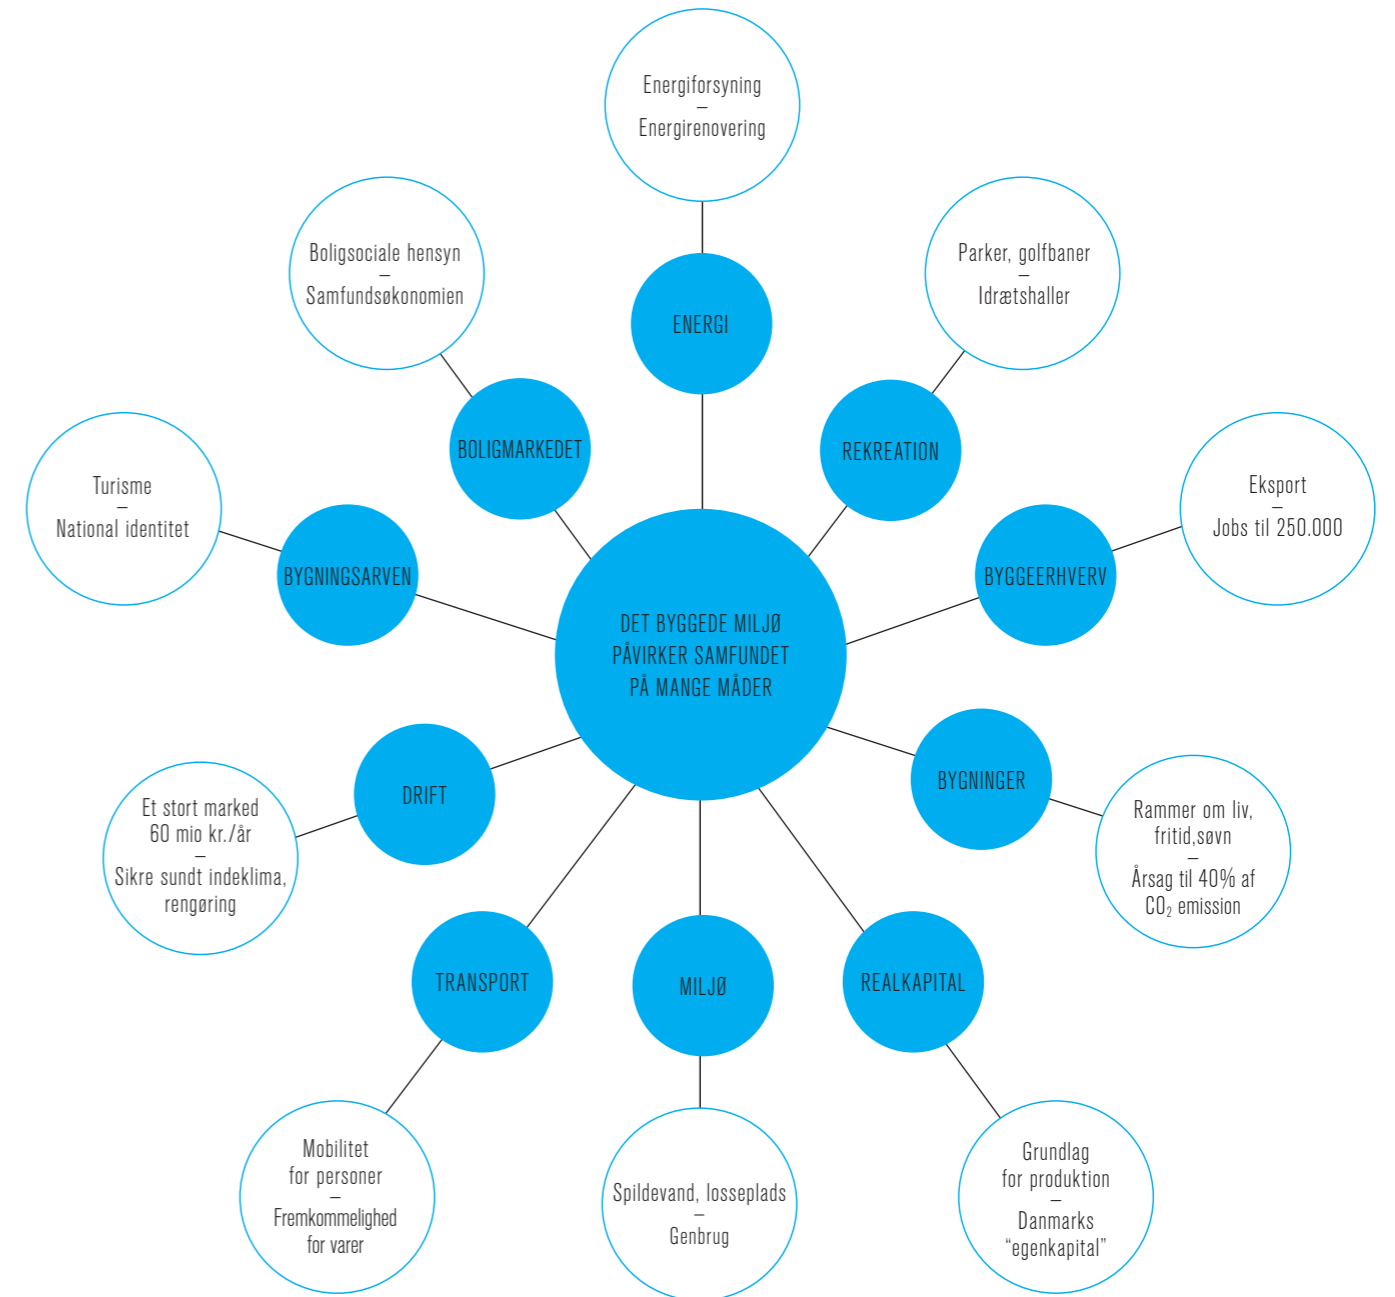 Energiforsyning
–
Energirenovering
ENERGI
Parker, golfbaner
–
Idrætshaller
REKREATION
Eksport
–
Jobs til 250.000
BYGGEERHVERV
Rammer om liv,
fritid,søvn
–
Årsag til 40% af
CO₂ emission
BYGNINGER
Grundlag
for produktion
–
Danmarks
“egenkapital”
REALKAPITAL
Spildevand, losseplads
–
Genbrug
MILJØ
Mobilitet
for personer
–
Fremkommelighed
for varer
TRANSPORT
Et stort marked
60 mio kr./år
–
Sikre sundt indeklima,
rengøring
DRIFT
Turisme
–
National identitet
BYGNINGSARVEN
Boligsociale hensyn
–
Samfundsøkonomien
BOLIGMARKEDET
DET BYGGEDE MILJØ
PÅVIRKER SAMFUNDET
PÅ MANGE MÅDER